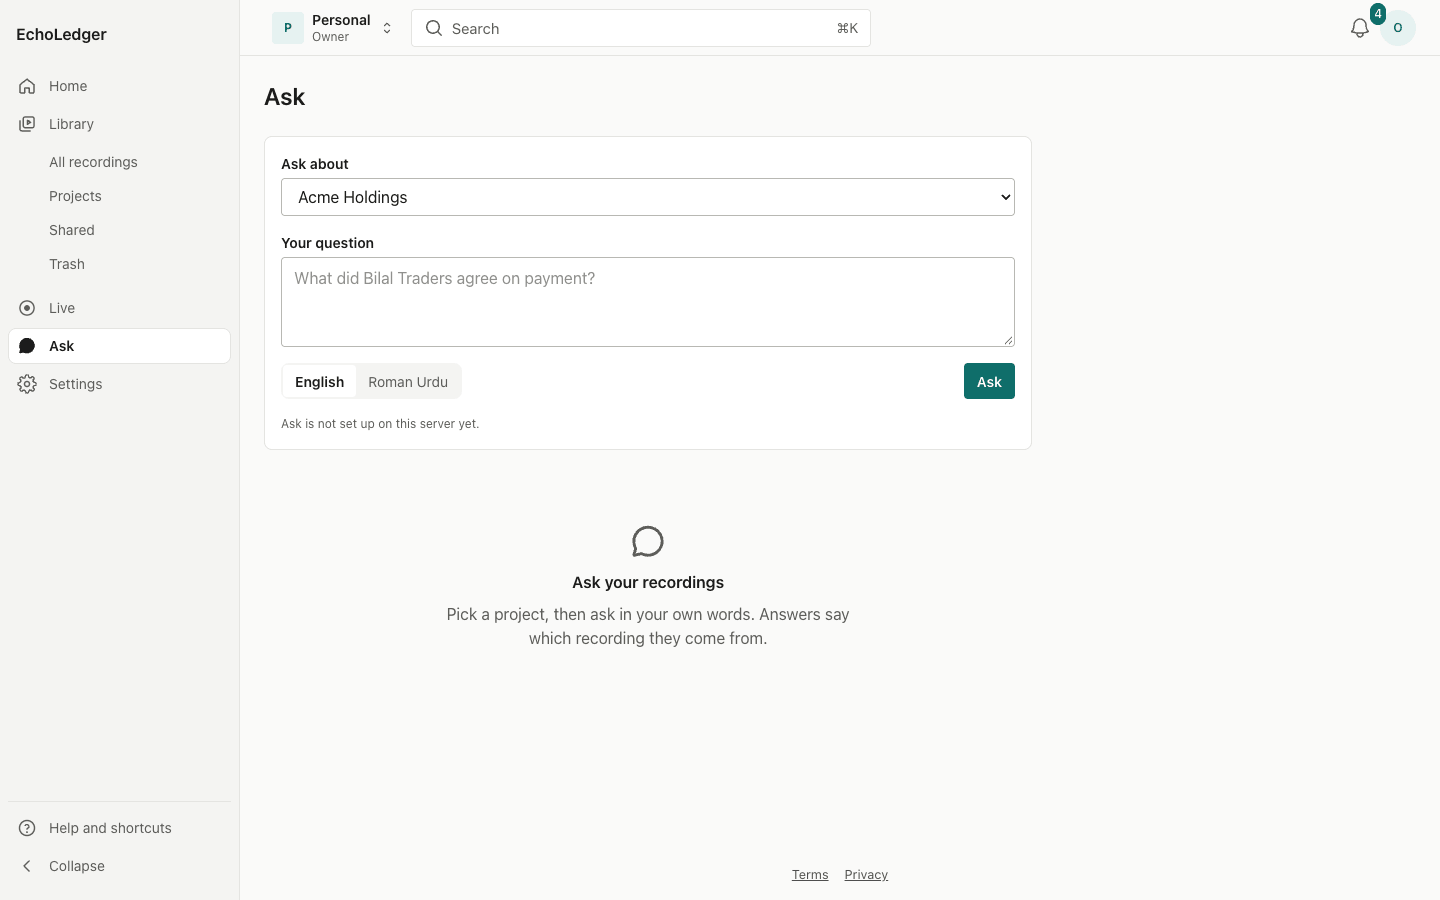 EchoLedger
Home
Library
All recordings
Projects
Shared
Trash
Live
Ask
Settings
Help and shortcuts
Collapse
P
Personal
Owner
Search
⌘K
4
O
Ask
Ask about
Acme Holdings
Your question
What did Bilal Traders agree on payment?
English
Roman Urdu
Ask
Ask is not set up on this server yet.
Ask your recordings
Pick a project, then ask in your own words. Answers say
which recording they come from.
Terms
Privacy